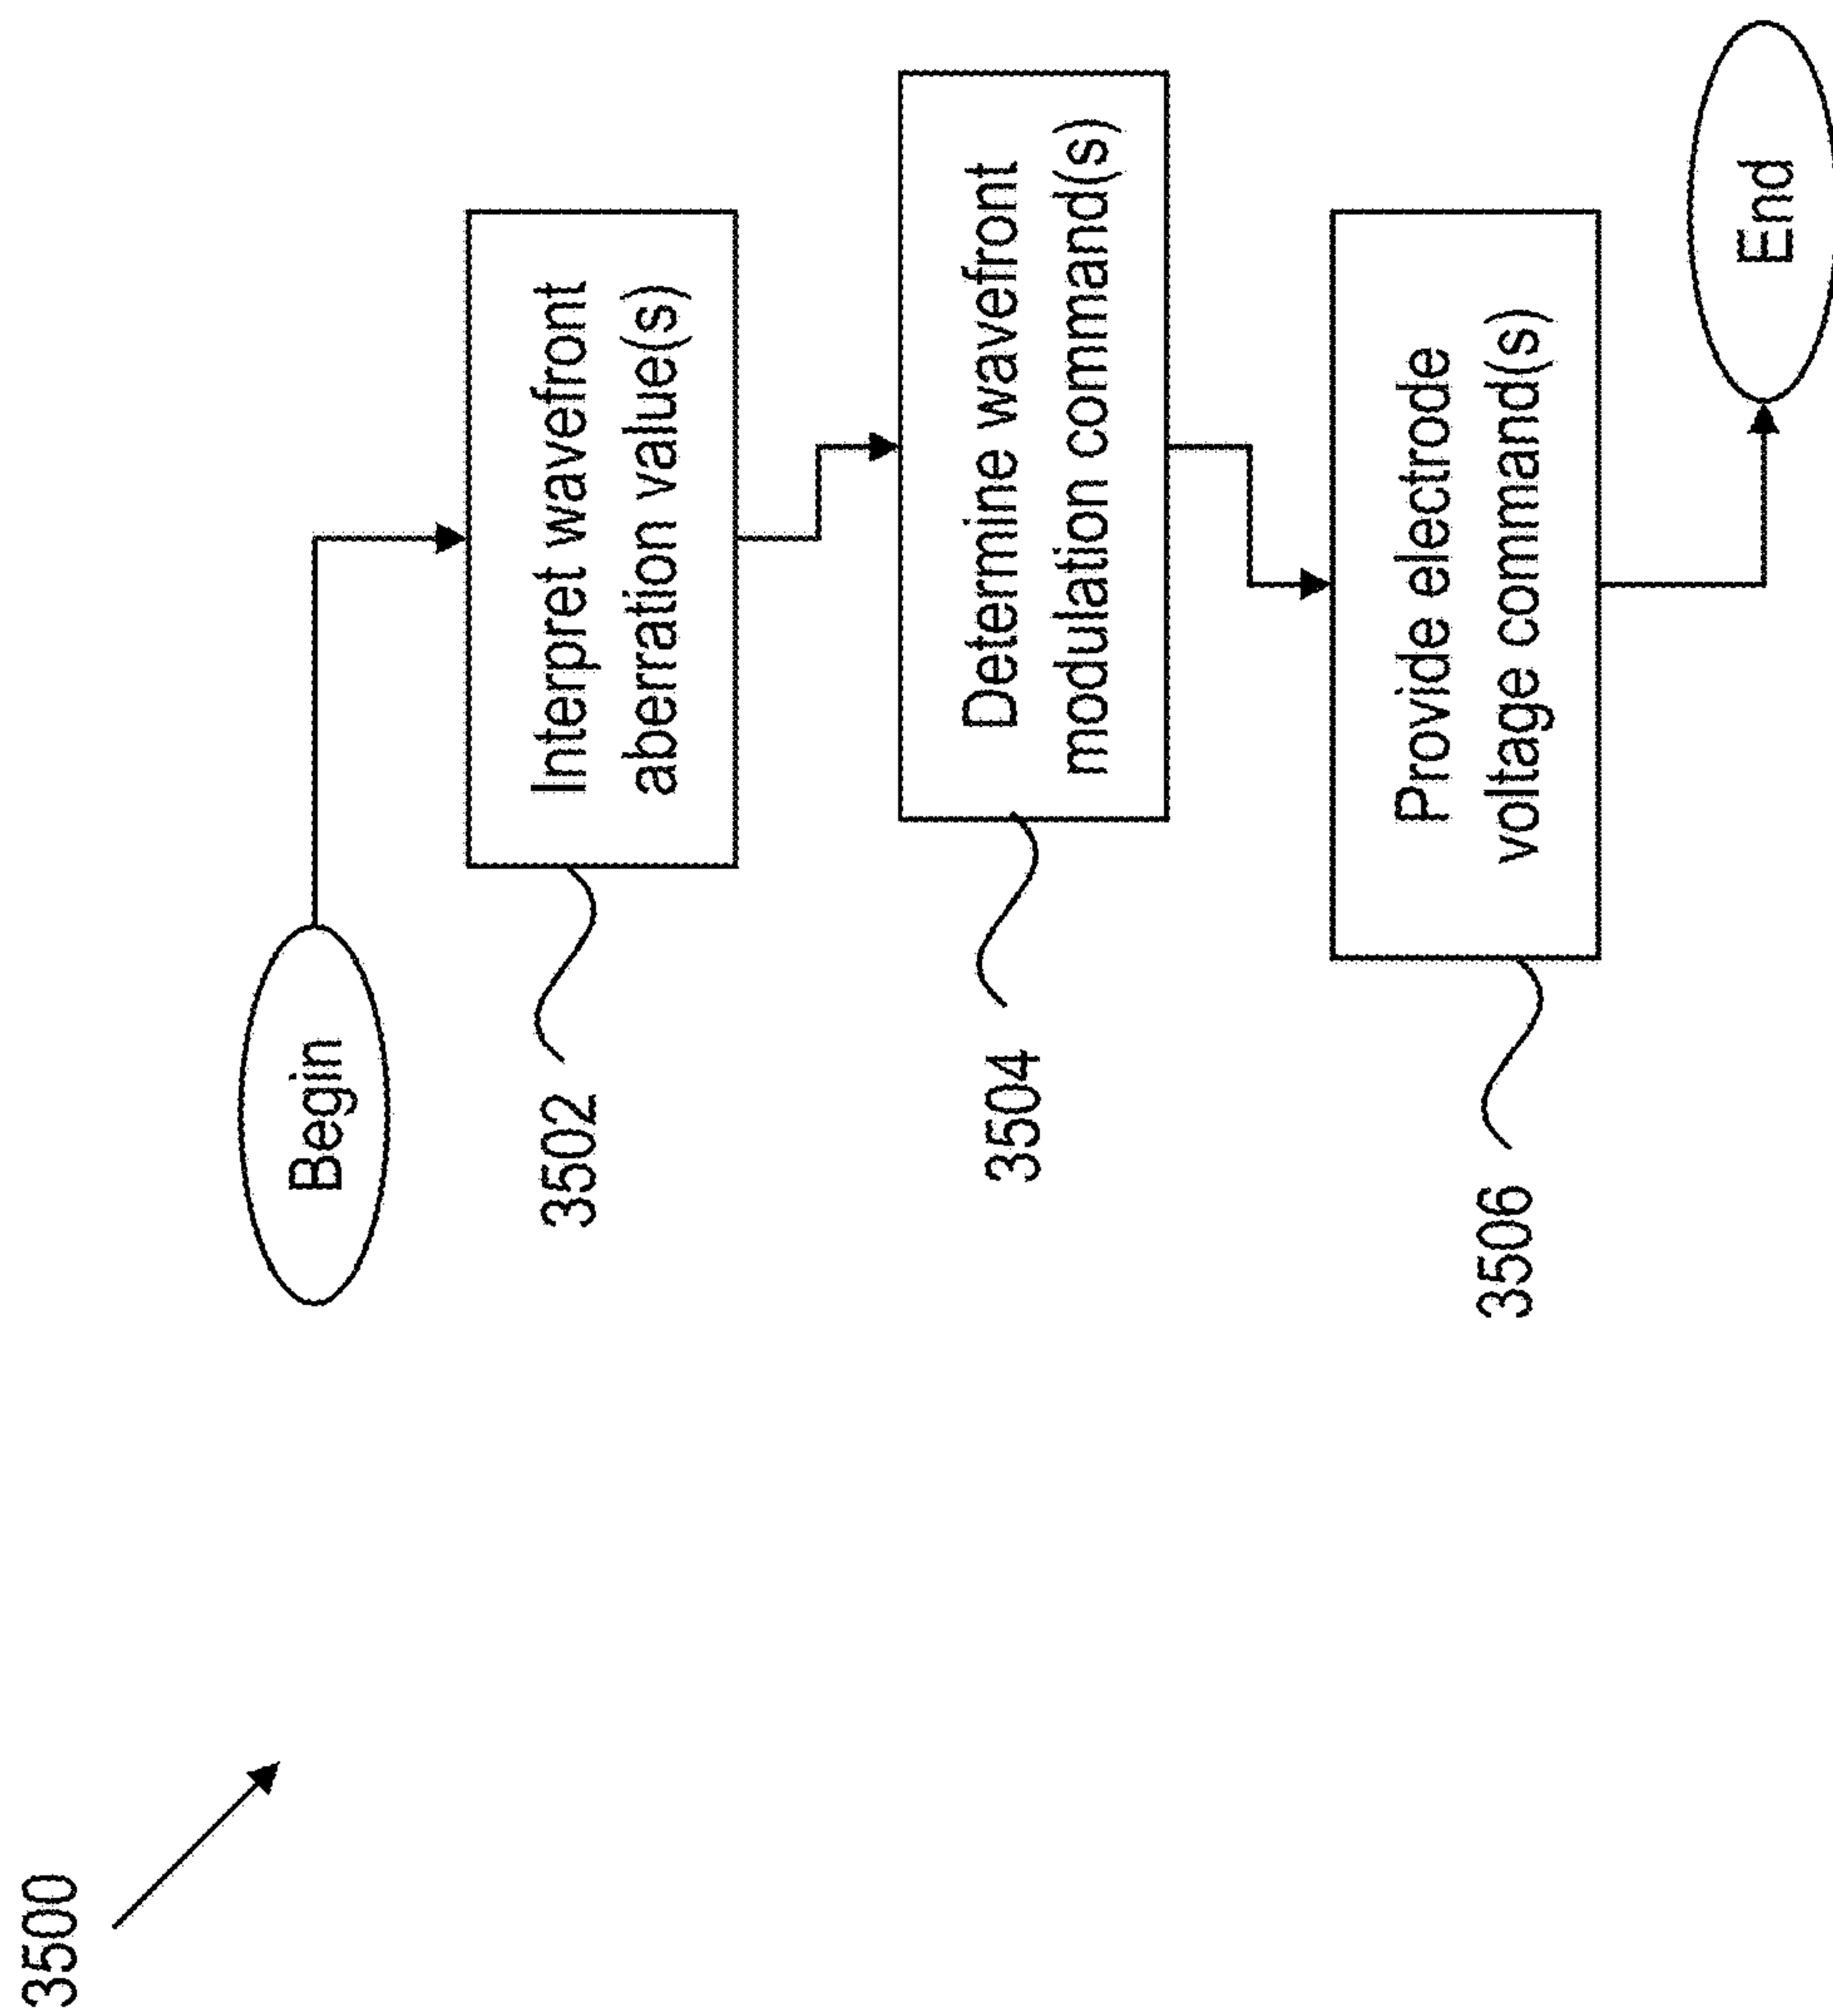 3500
Begin
3502
Interpret wavefront
aberration value(s)
3504
Determine wavefront
modulation command(s)
3506
Provide electrode
voltage command(s)
End